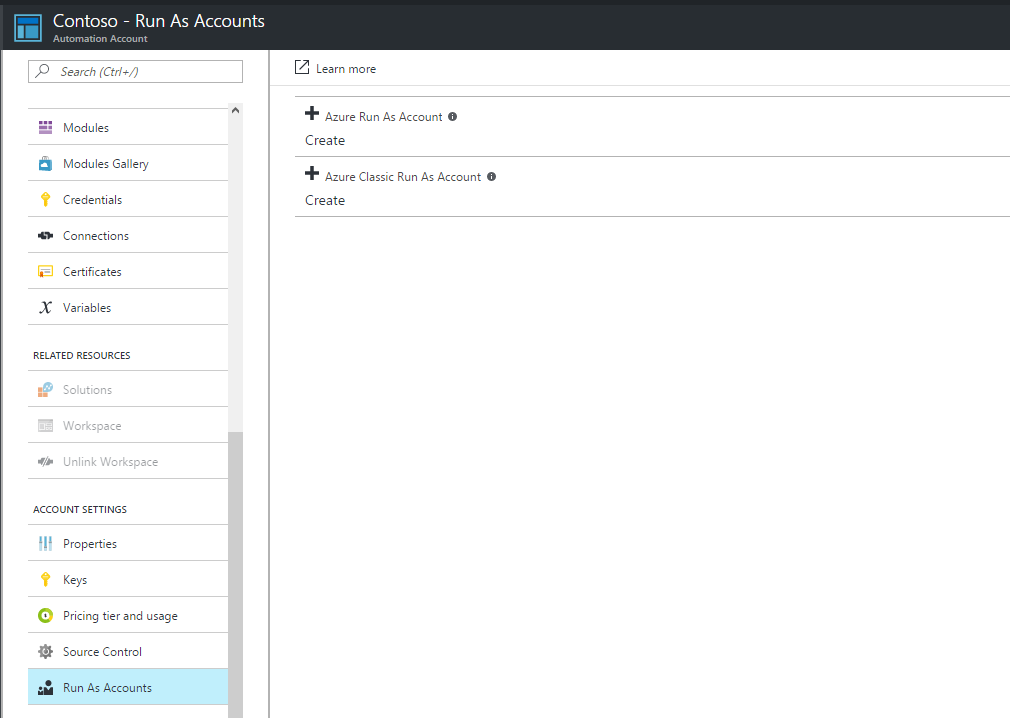 Contoso - Run As Accounts
Automation Account
Search (Ctrl+/)
Modules
Modules Gallery
Credentials
Connections
Certificates
Variables
RELATED RESOURCES
Solutions
Workspace
Unlink Workspace
ACCOUNT SETTINGS
Properties
Keys
Pricing tier and usage
Source Control
Run As Accounts
Learn more
Azure Run As Account
Create
Azure Classic Run As Account
Create